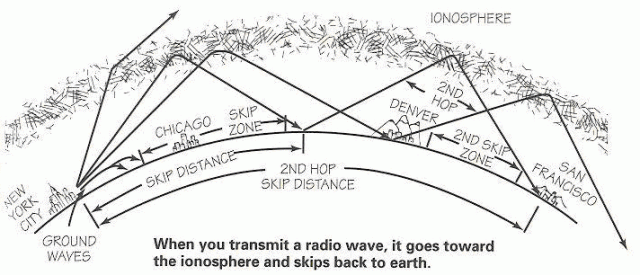 IONOSPHERE
2ND
HOP
CHICAGO
SKIP
ZONE
DENVER
2ND SKIP
ZONE
SKIP DISTANCE
2ND HOP
SKIP DISTANCE
SAN
FRANCISCO
NEW
YORK
CITY
GROUND
WAVES
When you transmit a radio wave, it goes toward
the ionosphere and skips back to earth.